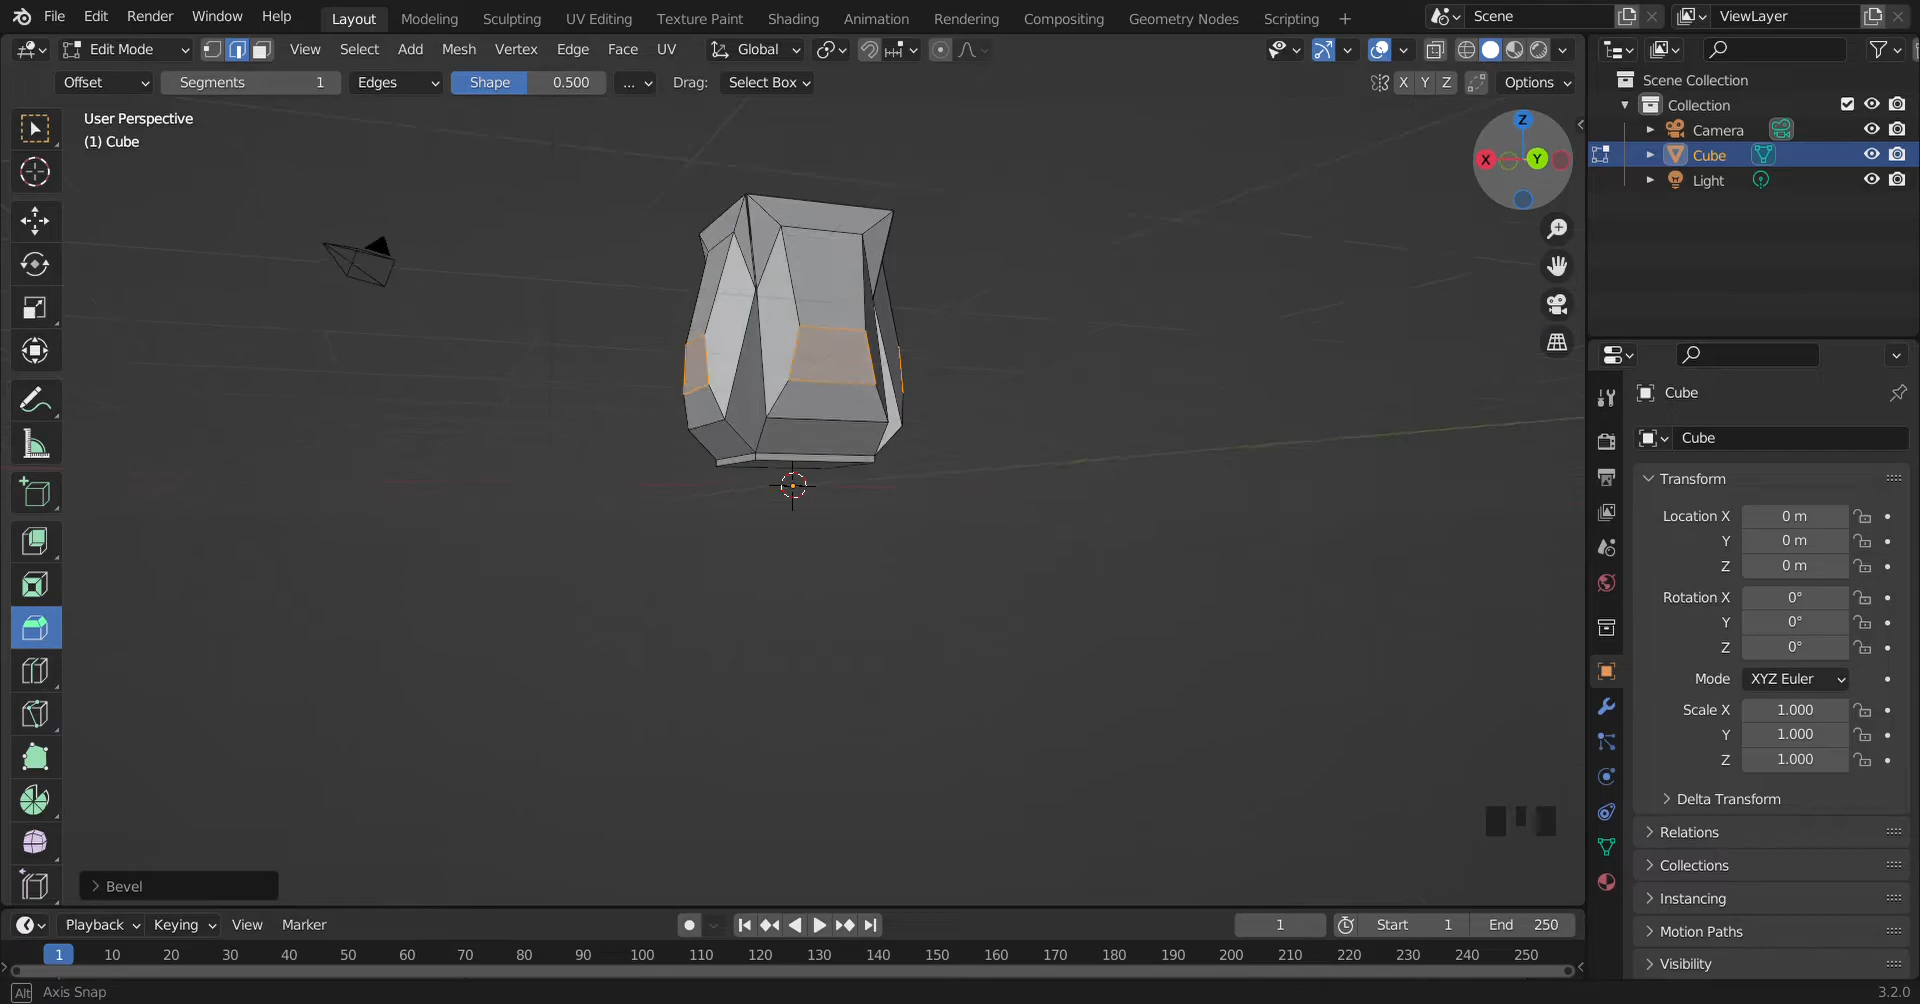 File Edit Render Window Help Layout Modeling Sculpting UV Editing Texture Paint Shading Animation Rendering Compositing Geometry Nodes Scripting + Scene ViewLayer
Edit Mode View Select Add Mesh Vertex Edge Face UV Global
Offset Segments 1 Edges Shape 0.500 ... Drag: Select Box X Y Z Options
User Perspective
(1) Cube
Z
X
Y
Scene Collection
Collection
Camera
Cube
Light
Cube
Cube
Transform
Location X 0 m
Y 0 m
Z 0 m
Rotation X 0°
Y 0°
Z 0°
Mode XYZ Euler
Scale X 1.000
Y 1.000
Z 1.000
Delta Transform
Relations
Collections
Instancing
Motion Paths
Visibility
Bevel
Playback Keying View Marker 1 Start 1 End 250
1 10 20 30 40 50 60 70 80 90 100 110 120 130 140 150 160 170 180 190 200 210 220 230 240 250
Alt Axis Snap 3.2.0